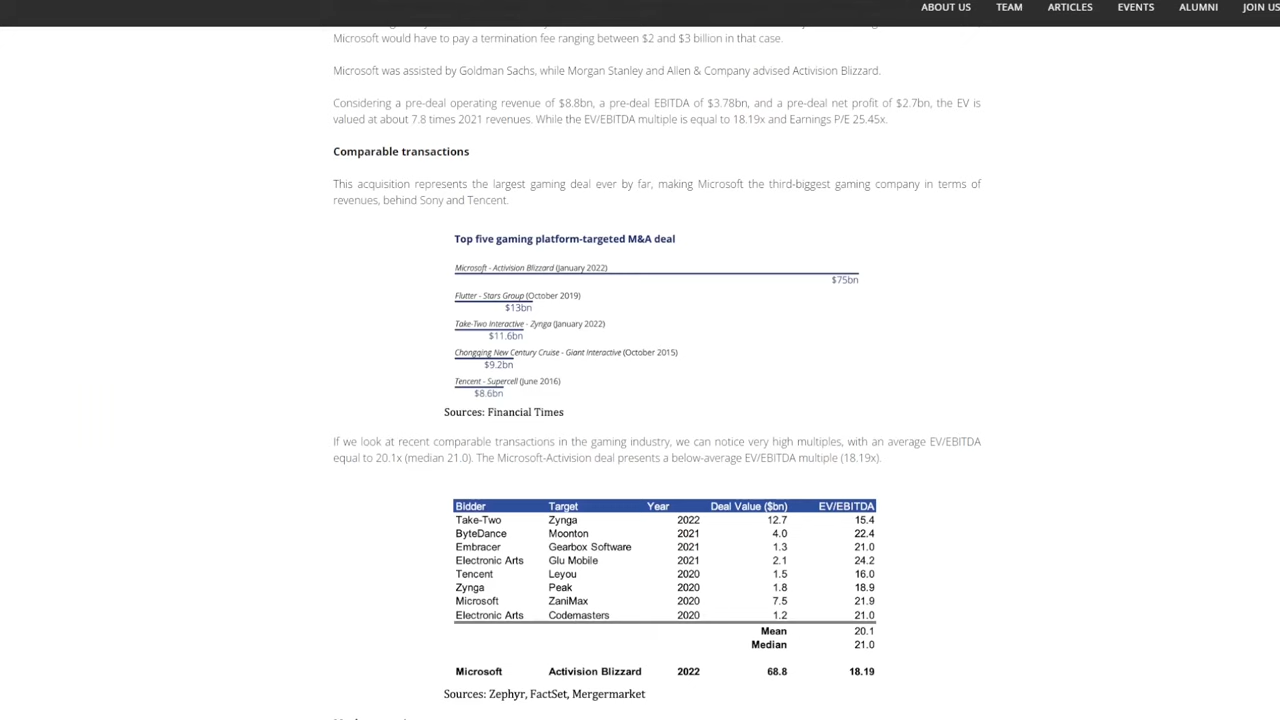 ABOUT US TEAM ARTICLES EVENTS ALUMNI JOIN US
Microsoft would have to pay a termination fee ranging between $2 and $3 billion in that case.
Microsoft was assisted by Goldman Sachs, while Morgan Stanley and Allen & Company advised Activision Blizzard.
Considering a pre-deal operating revenue of $8.8bn, a pre-deal EBITDA of $3.78bn, and a pre-deal net profit of $2.7bn, the EV is
valued at about 7.8 times 2021 revenues. While the EV/EBITDA multiple is equal to 18.19x and Earnings P/E 25.45x.
Comparable transactions
This acquisition represents the largest gaming deal ever by far, making Microsoft the third-biggest gaming company in terms of
revenues, behind Sony and Tencent.
Top five gaming platform-targeted M&A deal
Microsoft - Activision Blizzard (January 2022)
$75bn
Flutter - Stars Group (October 2019)
$13bn
Take-Two Interactive - Zynga (January 2022)
$11.6bn
Chongqing New Century Cruise - Giant Interactive (October 2015)
$9.2bn
Tencent - Supercell (June 2016)
$8.6bn
Sources: Financial Times
If we look at recent comparable transactions in the gaming industry, we can notice very high multiples, with an average EV/EBITDA
equal to 20.1x (median 21.0). The Microsoft-Activision deal presents a below-average EV/EBITDA multiple (18.19x).
Bidder Target Year Deal Value ($bn) EV/EBITDA
Take-Two Zynga 2022 12.7 15.4
ByteDance Moonton 2021 4.0 22.4
Embracer Gearbox Software 2021 1.3 21.0
Electronic Arts Glu Mobile 2021 2.1 24.2
Tencent Leyou 2020 1.5 16.0
Zynga Peak 2020 1.8 18.9
Microsoft ZaniMax 2020 7.5 21.9
Electronic Arts Codemasters 2020 1.2 21.0
Mean 20.1
Median 21.0
Microsoft Activision Blizzard 2022 68.8 18.19
Sources: Zephyr, FactSet, Mergermarket